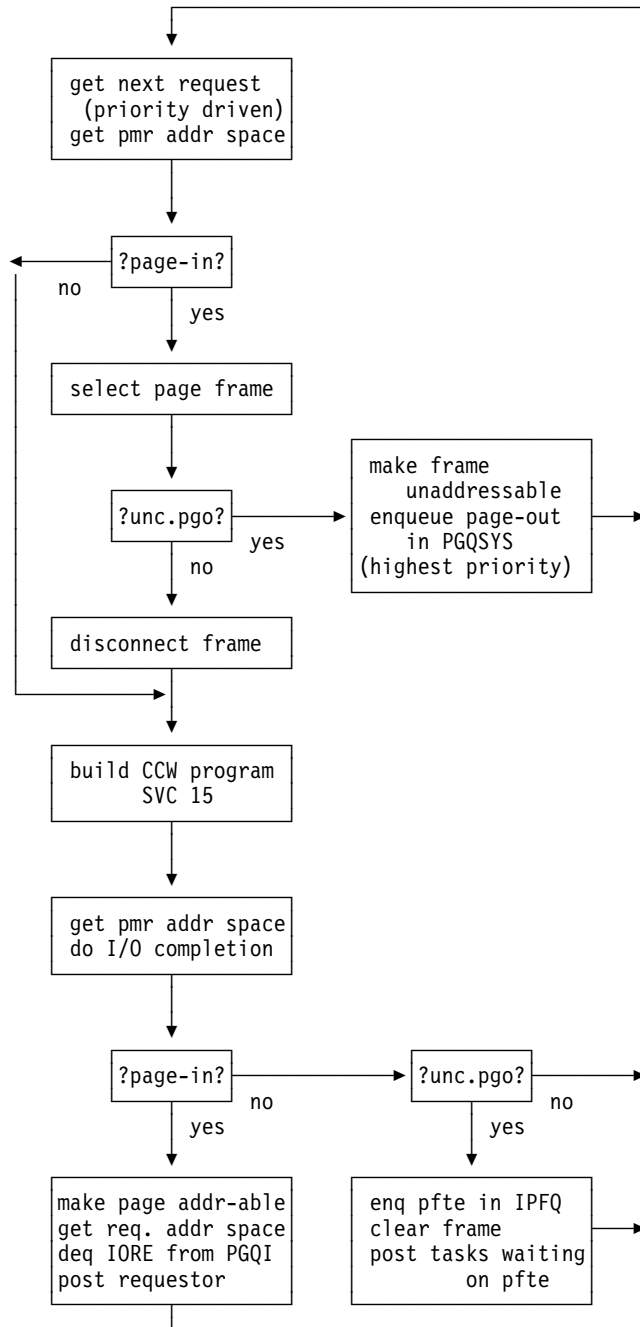 get next request
(priority driven)
get pmr addr space
?page-in?
no
yes
select page frame
?unc.pgo?
yes
no
make frame
unaddressable
enqueue page-out
in PGQSYS
(highest priority)
disconnect frame
build CCW program
SVC 15
get pmr addr space
do I/O completion
?page-in?
no
yes
?unc.pgo?
no
yes
make page addr-able
get req. addr space
deq IORE from PGQI
post requestor
enq pfte in IPFQ
clear frame
post tasks waiting
on pfte